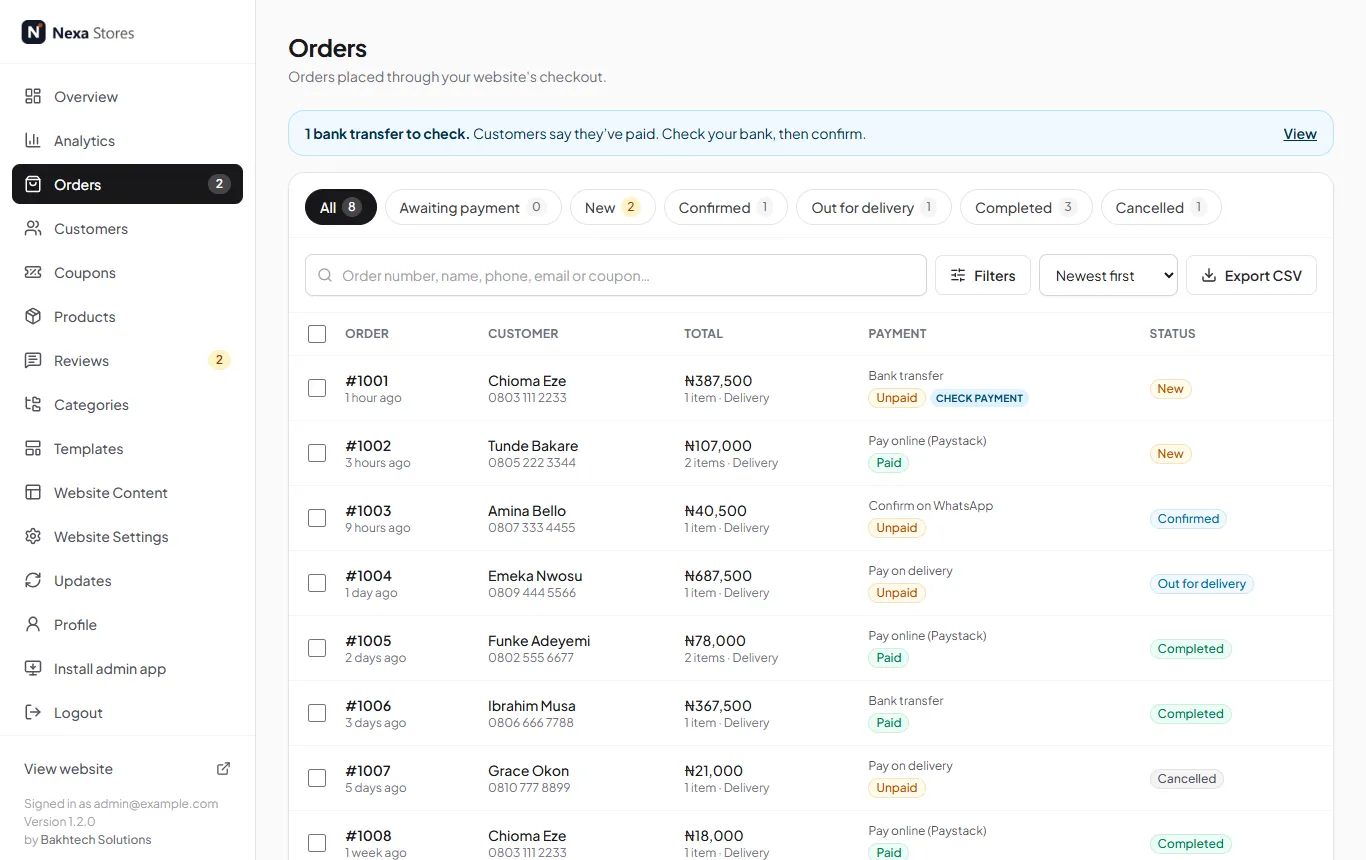 N Nexa Stores
Overview
Analytics
Orders 2
Customers
Coupons
Products
Reviews 2
Categories
Templates
Website Content
Website Settings
Updates
Profile
Install admin app
Logout
View website
Signed in as admin@example.com
Version 1.2.0
by Bakhtech Solutions
Orders
Orders placed through your website's checkout.
1 bank transfer to check. Customers say they've paid. Check your bank, then confirm. View
All 8 Awaiting payment 0 New 2 Confirmed 1 Out for delivery 1 Completed 3 Cancelled 1
Order number, name, phone, email or coupon... Filters Newest first Export CSV
ORDER CUSTOMER TOTAL PAYMENT STATUS
#1001 Chioma Eze ₦387,500 Bank transfer New
1 hour ago 0803 111 2233 1 item · Delivery Unpaid CHECK PAYMENT
#1002 Tunde Bakare ₦107,000 Pay online (Paystack) New
3 hours ago 0805 222 3344 2 items · Delivery Paid
#1003 Amina Bello ₦40,500 Confirm on WhatsApp Confirmed
9 hours ago 0807 333 4455 1 item · Delivery Unpaid
#1004 Emeka Nwosu ₦687,500 Pay on delivery Out for delivery
1 day ago 0809 444 5566 1 item · Delivery Unpaid
#1005 Funke Adeyemi ₦78,000 Pay online (Paystack) Completed
2 days ago 0802 555 6677 2 items · Delivery Paid
#1006 Ibrahim Musa ₦367,500 Bank transfer Completed
3 days ago 0806 666 7788 1 item · Delivery Paid
#1007 Grace Okon ₦21,000 Pay on delivery Cancelled
5 days ago 0810 777 8899 1 item · Delivery Unpaid
#1008 Chioma Eze ₦18,000 Pay online (Paystack) Completed
1 week ago 0803 111 2233 1 item · Delivery Paid